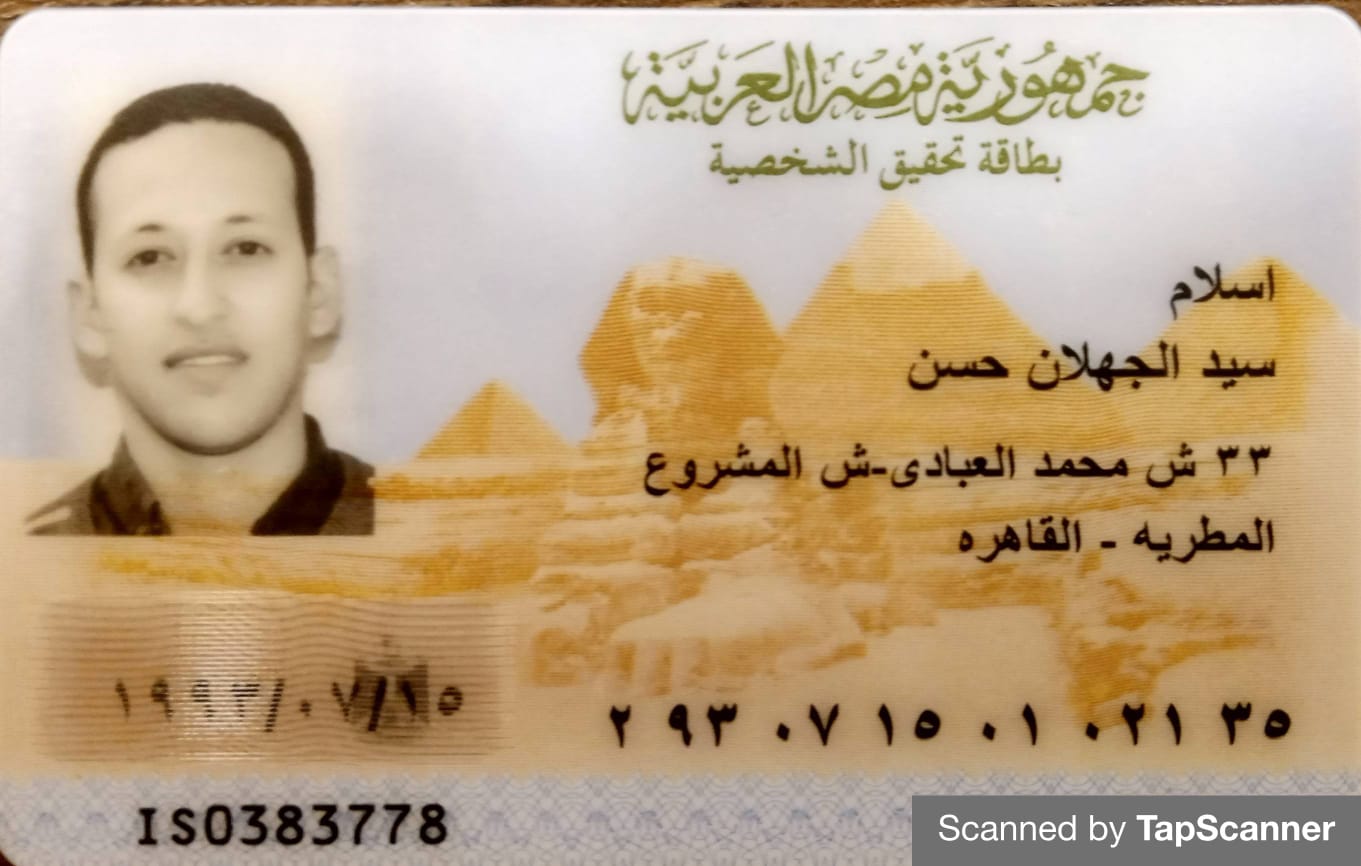 جمهورية مصر العربية
بطاقة تحقيق الشخصية
اسلام
سيد الجهلان حسن
٣٣ ش محمد العبادى-ش المشروع
المطريه - القاهره
١٩٩٣/٠٧/١٥
٢ ٩٣ ٠٧ ١٥ ٠١ ٠٢١ ٣٥
IS0383778
Scanned by TapScanner